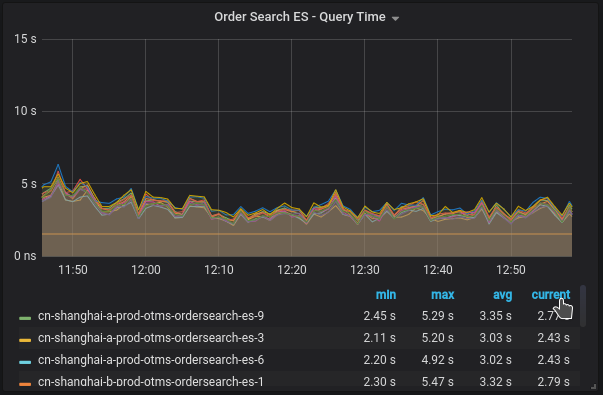 Order Search ES - Query Time
15 s
10 s
5 s
0 ns
11:50 12:00 12:10 12:20 12:30 12:40 12:50
min max avg current
cn-shanghai-a-prod-otms-ordersearch-es-9 2.45 s 5.29 s 3.35 s
cn-shanghai-a-prod-otms-ordersearch-es-3 2.11 s 5.20 s 3.03 s 2.43 s
cn-shanghai-a-prod-otms-ordersearch-es-6 2.20 s 4.92 s 3.02 s 2.43 s
cn-shanghai-b-prod-otms-ordersearch-es-1 2.30 s 5.47 s 3.32 s 2.79 s